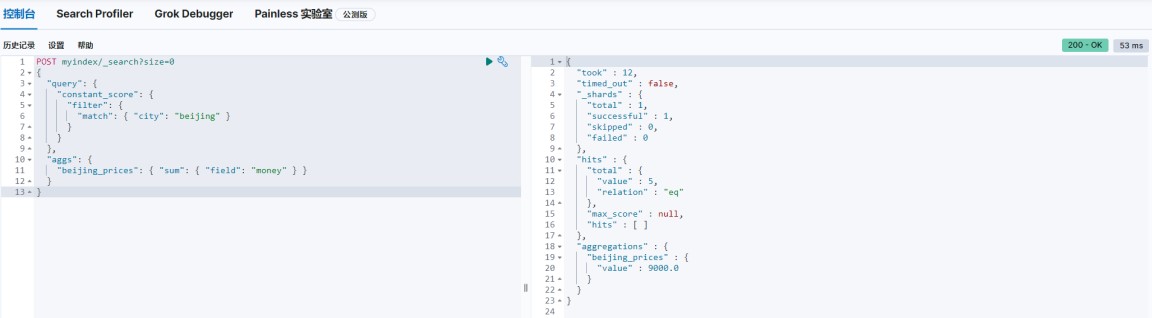 控制台 Search Profiler Grok Debugger Painless 实验室 公测版
历史记录 设置 帮助 200 - OK 53 ms
1 POST myindex/_search?size=0
2 {
3 "query": {
4 "constant_score": {
5 "filter": {
6 "match": { "city": "beijing" }
7 }
8 }
9 },
10 "aggs": {
11 "beijing_prices": { "sum": { "field": "money" } }
12 }
13 }
1 {
2 "took" : 12,
3 "timed_out" : false,
4 "_shards" : {
5 "total" : 1,
6 "successful" : 1,
7 "skipped" : 0,
8 "failed" : 0
9 },
10 "hits" : {
11 "total" : {
12 "value" : 5,
13 "relation" : "eq"
14 },
15 "max_score" : null,
16 "hits" : [ ]
17 },
18 "aggregations" : {
19 "beijing_prices" : {
20 "value" : 9000.0
21 }
22 }
23 }
24